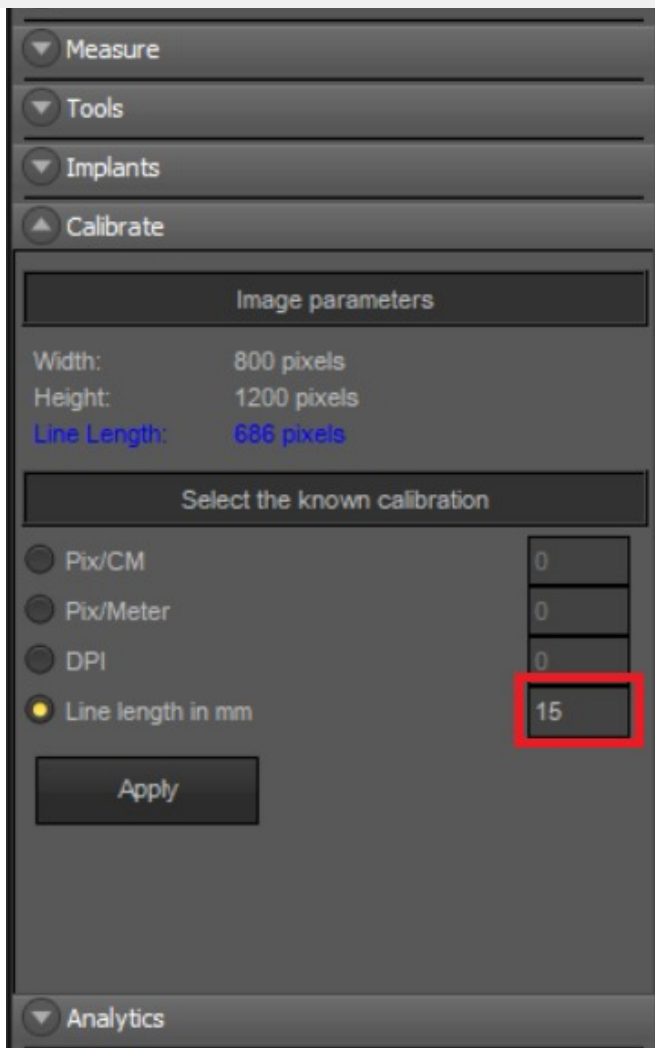 Measure
Tools
Implants
Calibrate
Image parameters
Width: 800 pixels
Height: 1200 pixels
Line Length: 686 pixels
Select the known calibration
Pix/CM 0
Pix/Meter 0
DPI 0
Line length in mm 15
Apply
Analytics